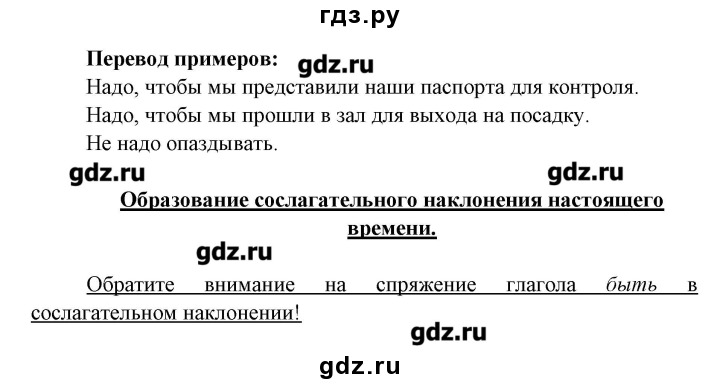 гдз.ру
Перевод примеров:
gdz.ru
Надо, чтобы мы представили наши паспорта для контроля.
Надо, чтобы мы прошли в зал для выхода на посадку.
Не надо опаздывать.
gdz.ru
gdz.ru
Образование сослагательного наклонения настоящего
времени.
gdz.ru
Обратите внимание на спряжение глагола быть в
сослагательном наклонении!
gdz.ru
gdz.ru